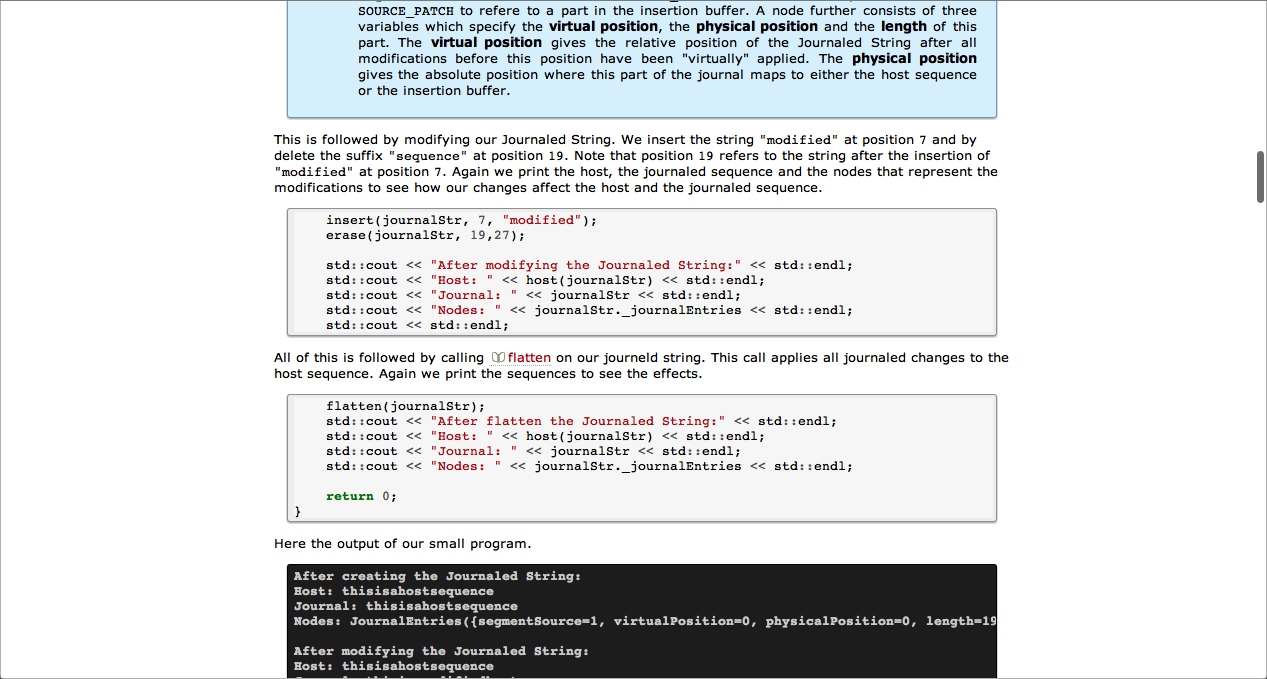 SOURCE_PATCH to refere to a part in the insertion buffer. A node further consists of three
variables which specify the virtual position, the physical position and the length of this
part. The virtual position gives the relative position of the Journaled String after all
modifications before this position have been "virtually" applied. The physical position
gives the absolute position where this part of the journal maps to either the host sequence
or the insertion buffer.
This is followed by modifying our Journaled String. We insert the string "modified" at position 7 and by
delete the suffix "sequence" at position 19. Note that position 19 refers to the string after the insertion of
"modified" at position 7. Again we print the host, the journaled sequence and the nodes that represent the
modifications to see how our changes affect the host and the journaled sequence.
insert(journalStr, 7, "modified");
erase(journalStr, 19,27);
std::cout << "After modifying the Journaled String:" << std::endl;
std::cout << "Host: " << host(journalStr) << std::endl;
std::cout << "Journal: " << journalStr << std::endl;
std::cout << "Nodes: " << journalStr._journalEntries << std::endl;
std::cout << std::endl;
All of this is followed by calling flatten on our journeld string. This call applies all journaled changes to the
host sequence. Again we print the sequences to see the effects.
flatten(journalStr);
std::cout << "After flatten the Journaled String:" << std::endl;
std::cout << "Host: " << host(journalStr) << std::endl;
std::cout << "Journal: " << journalStr << std::endl;
std::cout << "Nodes: " << journalStr._journalEntries << std::endl;
return 0;
}
Here the output of our small program.
After creating the Journaled String:
Host: thisisahostsequence
Journal: thisisahostsequence
Nodes: JournalEntries({segmentSource=1, virtualPosition=0, physicalPosition=0, length=19
After modifying the Journaled String:
Host: thisisahostsequence